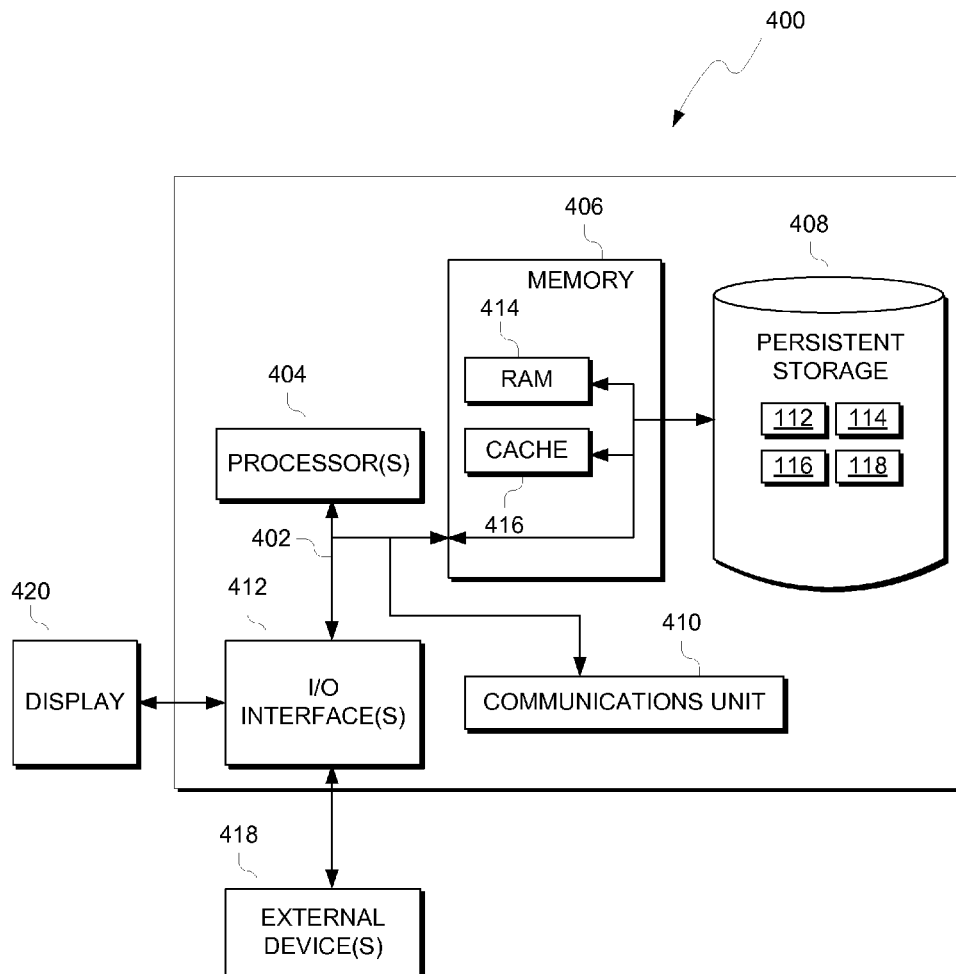 400
406
408
MEMORY
414
RAM
PERSISTENT
STORAGE
112 114
116 118
404
PROCESSOR(S)
CACHE
416
402
412
420
410
DISPLAY
I/O
INTERFACE(S)
COMMUNICATIONS UNIT
418
EXTERNAL
DEVICE(S)